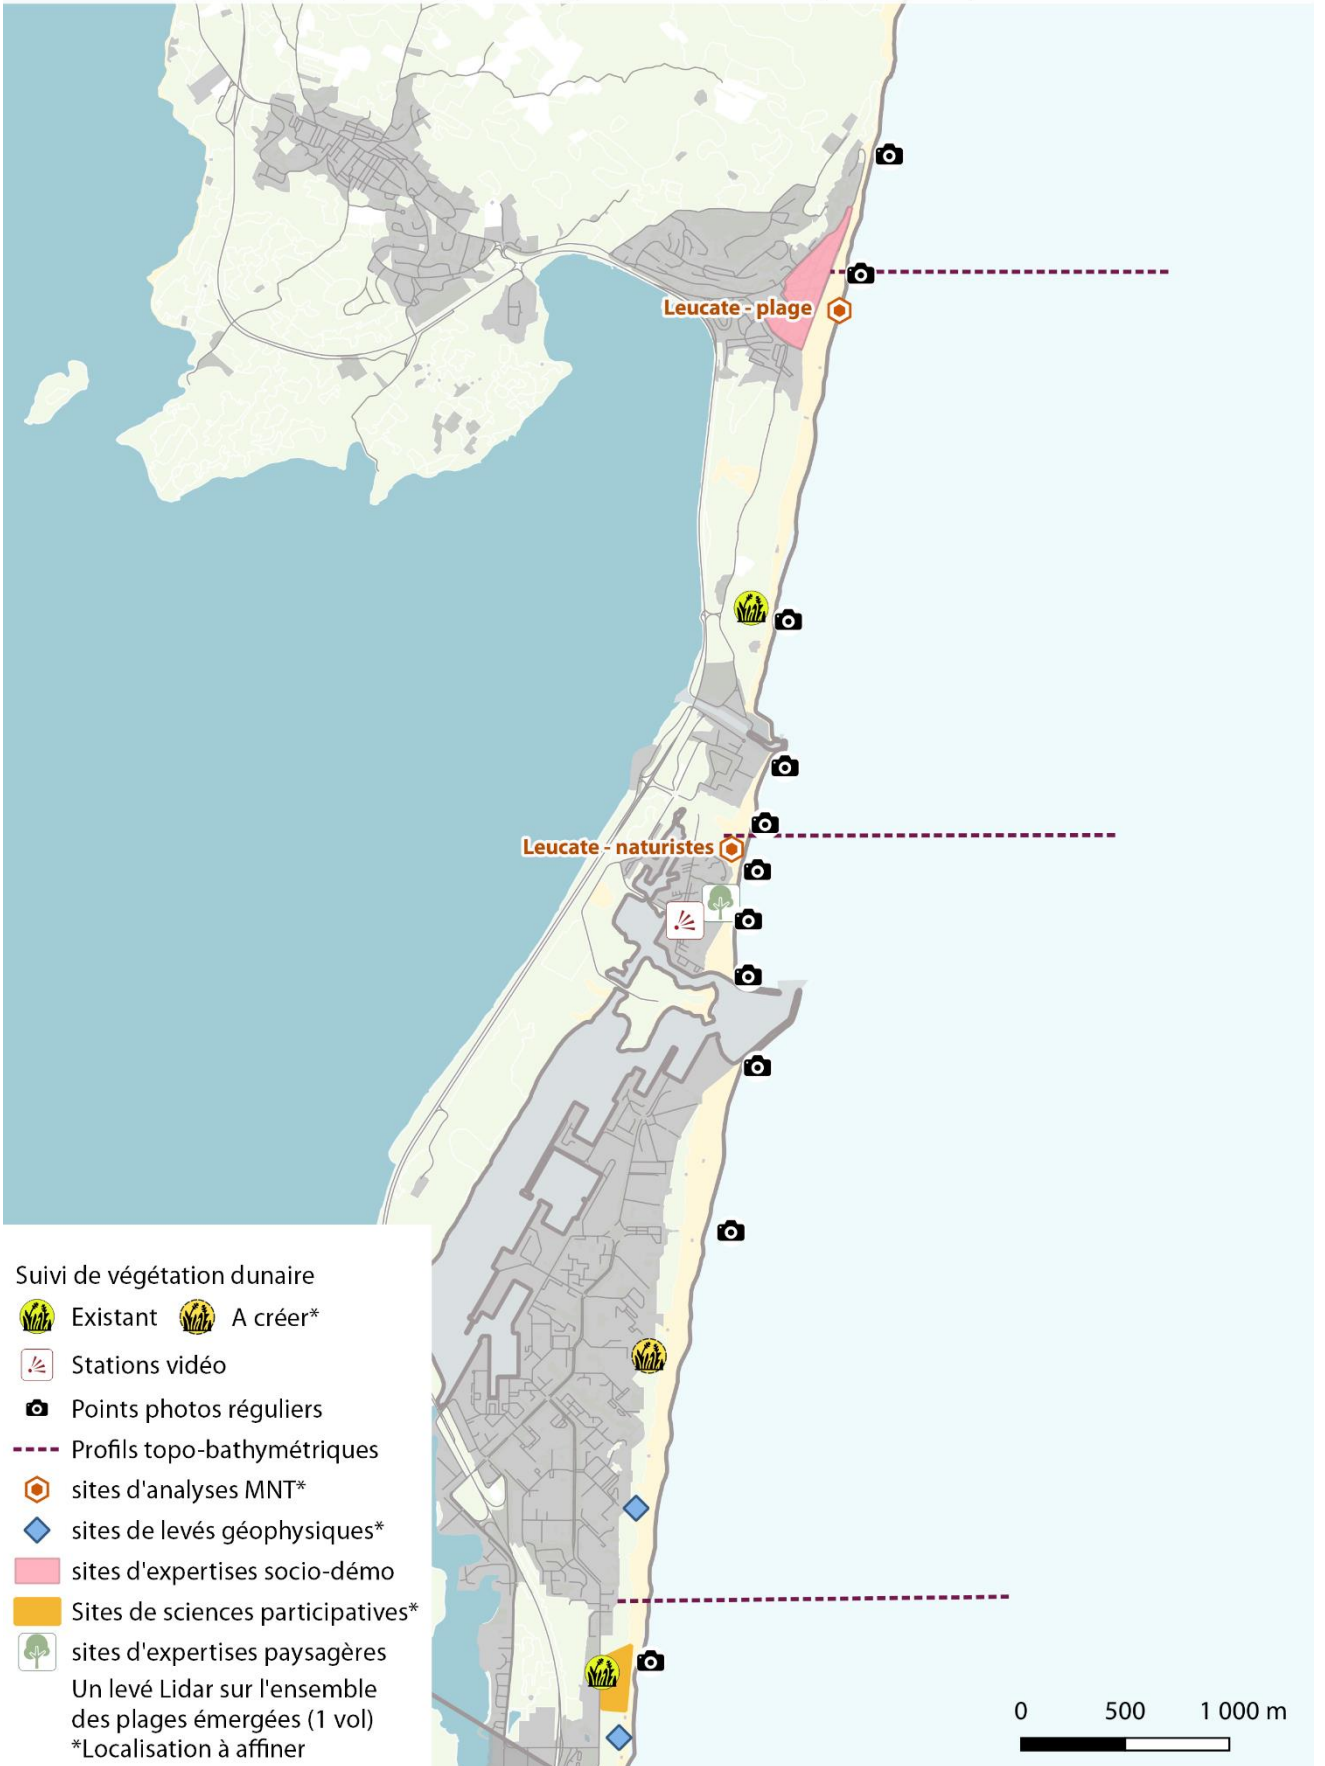 Leucate - plage
Leucate - naturistes
Suivi de végétation dunaire
Existant A créer*
Stations vidéo
Points photos réguliers
Profils topo-bathymétriques
sites d'analyses MNT*
sites de levés géophysiques*
sites d'expertises socio-démo
Sites de sciences participatives*
sites d'expertises paysagères
Un levé Lidar sur l'ensemble
des plages émergées (1 vol)
*Localisation à affiner
0 500 1 000 m